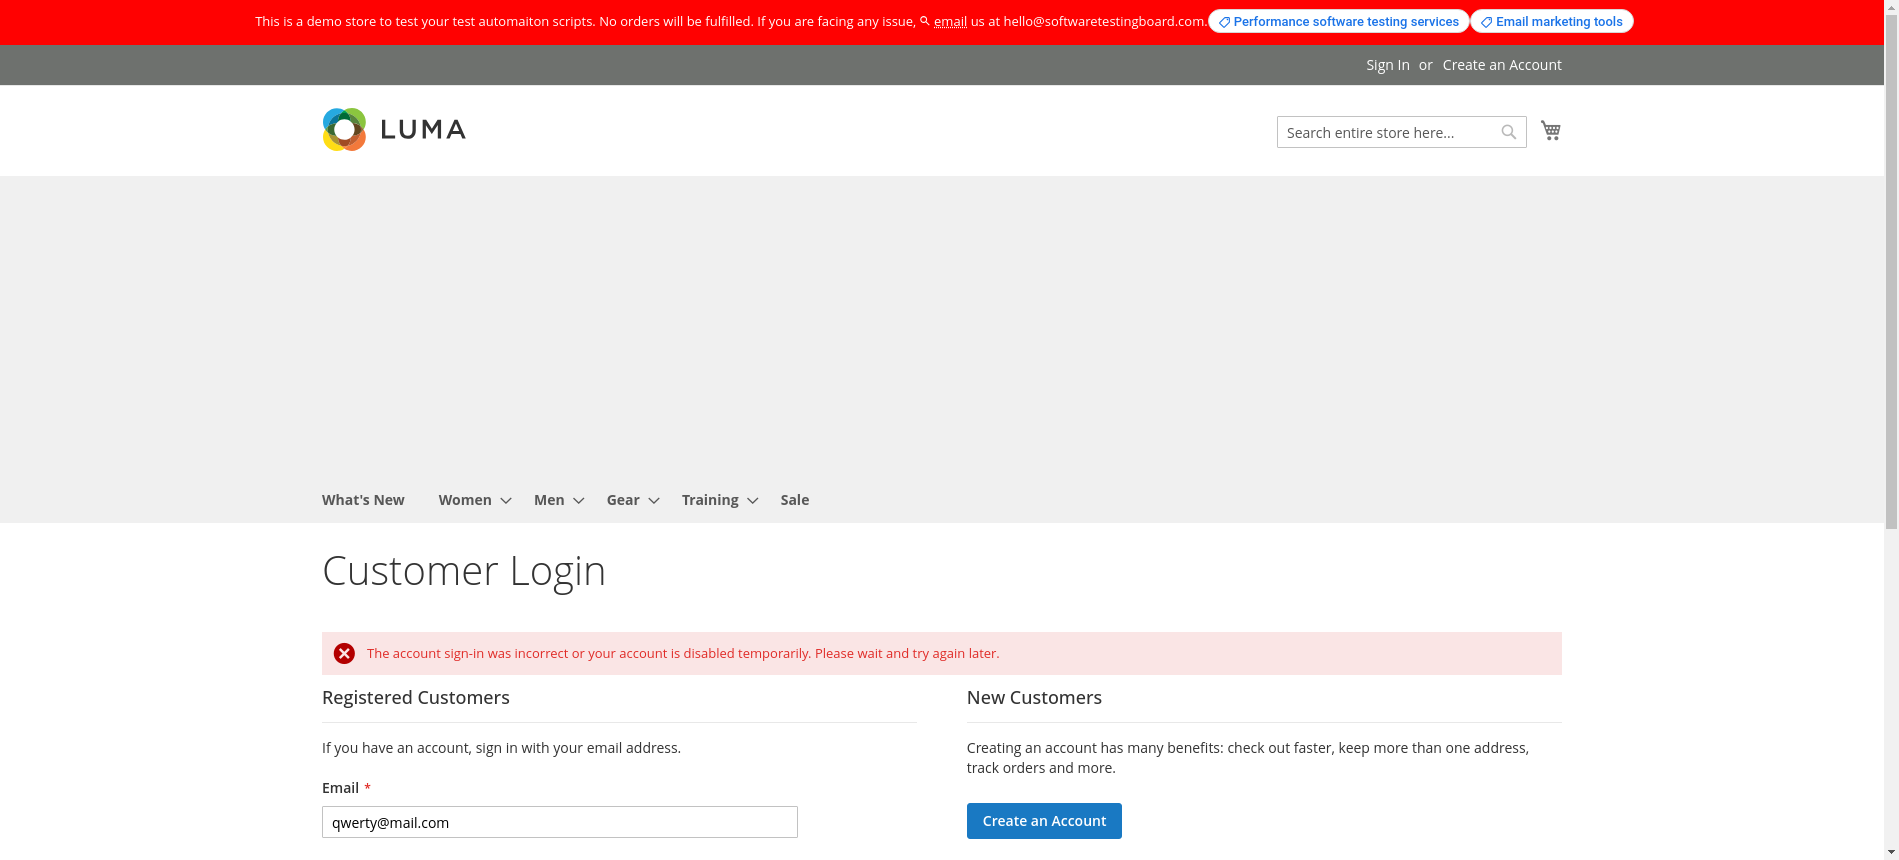 This is a demo store to test your test automaiton scripts. No orders will be fulfilled. If you are facing any issue, email us at hello@softwaretestingboard.com. Performance software testing services Email marketing tools
Sign In or Create an Account
LUMA
Search entire store here...
What's New Women Men Gear Training Sale
Customer Login
The account sign-in was incorrect or your account is disabled temporarily. Please wait and try again later.
Registered Customers
If you have an account, sign in with your email address.
Email *
qwerty@mail.com
New Customers
Creating an account has many benefits: check out faster, keep more than one address,
track orders and more.
Create an Account